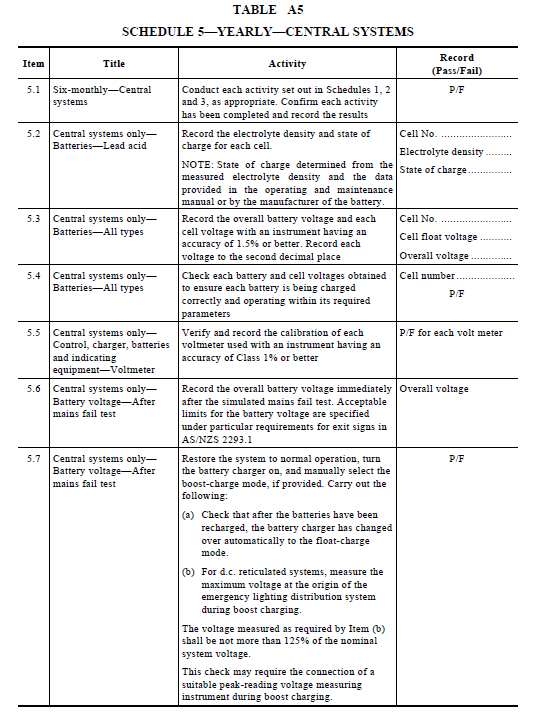 TABLE A5
SCHEDULE 5—YEARLY—CENTRAL SYSTEMS
Item Title Activity Record
(Pass/Fail)
5.1 Six-monthly—Central
systems
Conduct each activity set out in Schedules 1, 2
and 3, as appropriate. Confirm each activity
has been completed and record the results
P/F
5.2 Central systems only—
Batteries—Lead acid
Record the electrolyte density and state of
charge for each cell.
NOTE: State of charge determined from the
measured electrolyte density and the data
provided in the operating and maintenance
manual or by the manufacturer of the battery.
Cell No. ........................
Electrolyte density .........
State of charge...............
5.3 Central systems only—
Batteries—All types
Record the overall battery voltage and each
cell voltage with an instrument having an
accuracy of 1.5% or better. Record each
voltage to the second decimal place
Cell No. ........................
Cell float voltage ...........
Overall voltage ..............
5.4 Central systems only—
Batteries—All types
Check each battery and cell voltages obtained
to ensure each battery is being charged
correctly and operating within its required
parameters
Cell number....................
P/F
5.5 Central systems only—
Control, charger, batteries
and indicating
equipment—Voltmeter
Verify and record the calibration of each
voltmeter used with an instrument having an
accuracy of Class 1% or better
P/F for each volt meter
5.6 Central systems only—
Battery voltage—After
mains fail test
Record the overall battery voltage immediately
after the simulated mains fail test. Acceptable
limits for the battery voltage are specified
under particular requirements for exit signs in
AS/NZS 2293.1
Overall voltage
5.7 Central systems only—
Battery voltage—After
mains fail test
Restore the system to normal operation, turn
the battery charger on, and manually select the
boost-charge mode, if provided. Carry out the
following:
(a) Check that after the batteries have been
recharged, the battery charger has changed
over automatically to the float-charge
mode.
(b) For d.c. reticulated systems, measure the
maximum voltage at the origin of the
emergency lighting distribution system
during boost charging.
The voltage measured as required by Item (b)
shall be not more than 125% of the nominal
system voltage.
This check may require the connection of a
suitable peak-reading voltage measuring
instrument during boost charging.
P/F